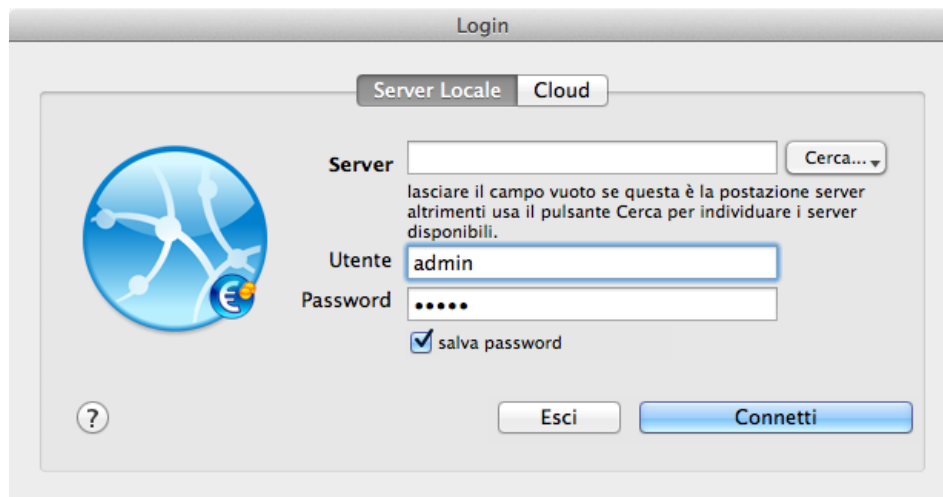 Login
Server Locale Cloud
Server Cerca...
lasciare il campo vuoto se questa è la postazione server
altrimenti usa il pulsante Cerca per individuare i server
disponibili.
Utente admin
Password •••••
salva password
? Esci Connetti